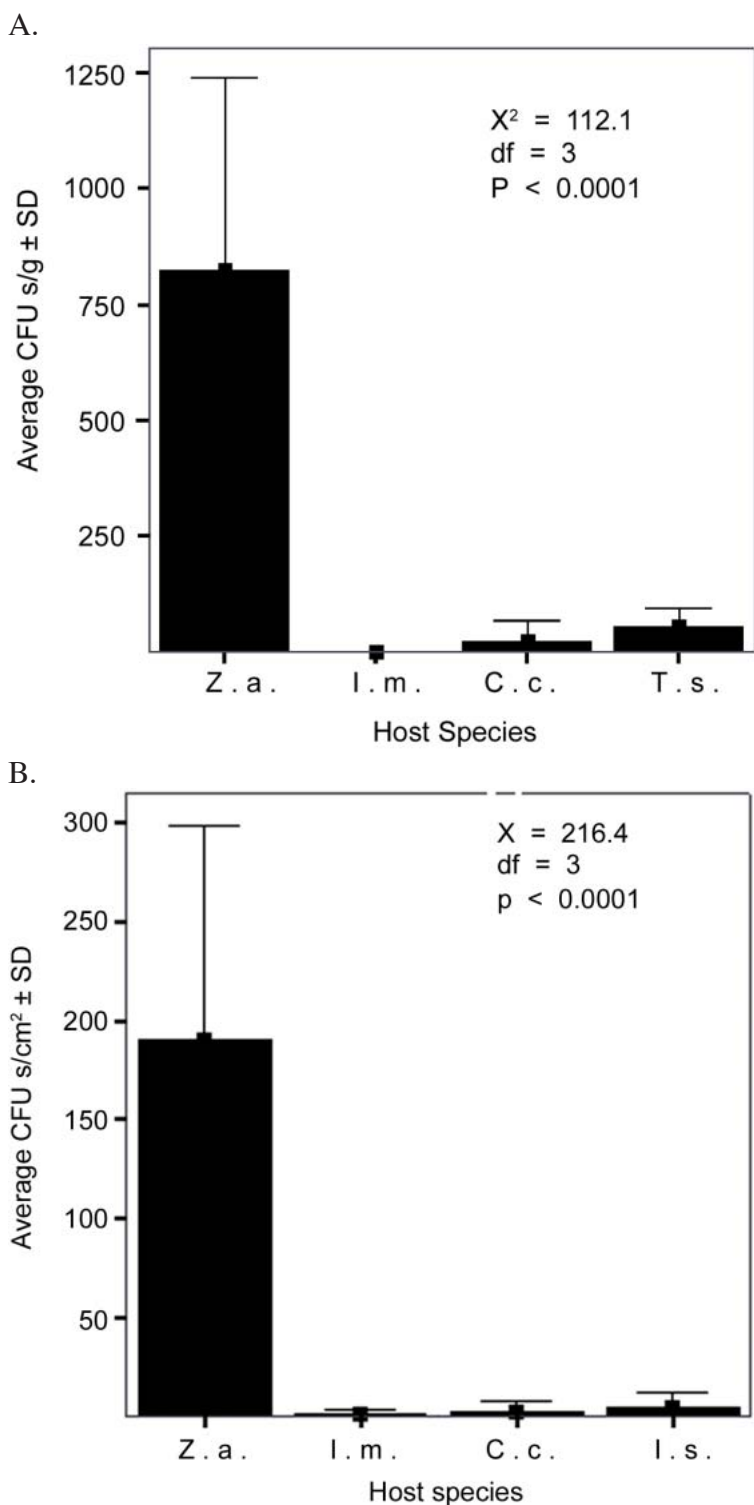 A.
1250
1000
750
500
250
Average CFU s/g ± SD
X² = 112.1
df = 3
P < 0.0001
Z . a .
I . m .
C . c .
T . s .
Host Species
B.
300
250
200
150
100
50
Average CFU s/cm² ± SD
X = 216.4
df = 3
p < 0.0001
Z . a .
I . m .
C . c .
I . s .
Host species